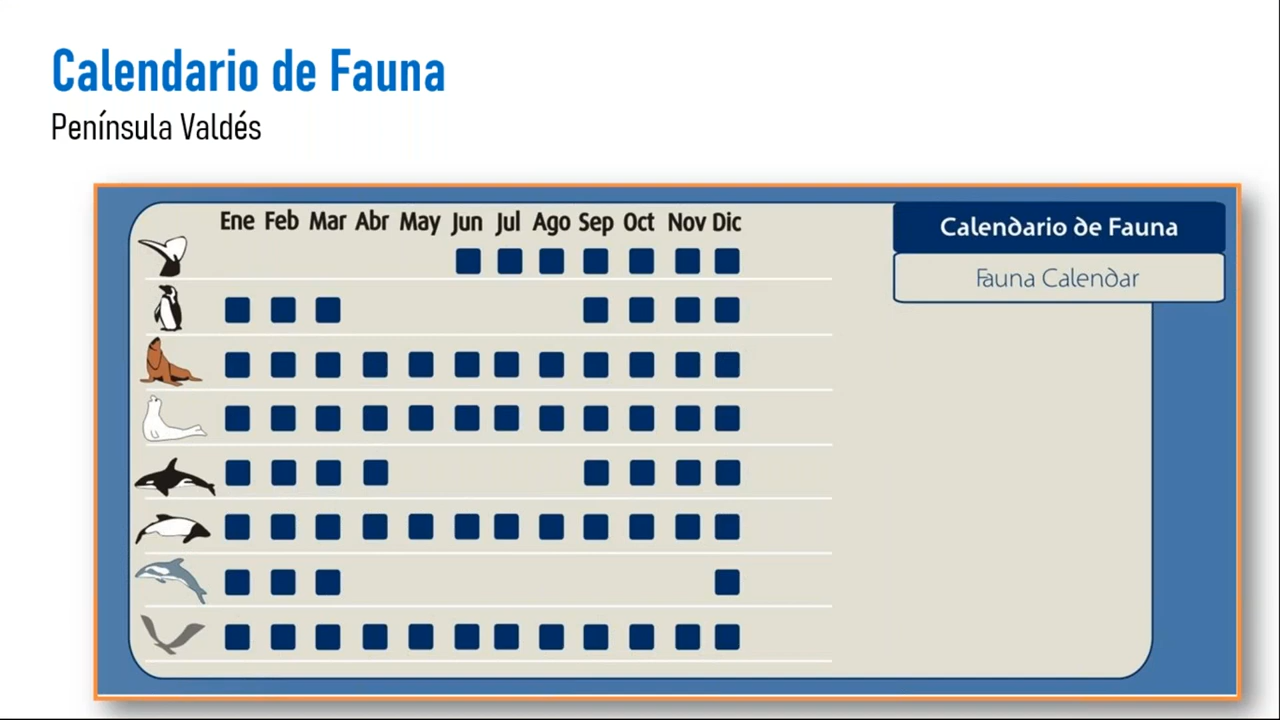 Calendario de Fauna
Península Valdés
Ene Feb Mar Abr May Jun Jul Ago Sep Oct Nov Dic
Calendario de Fauna
Fauna Calendar